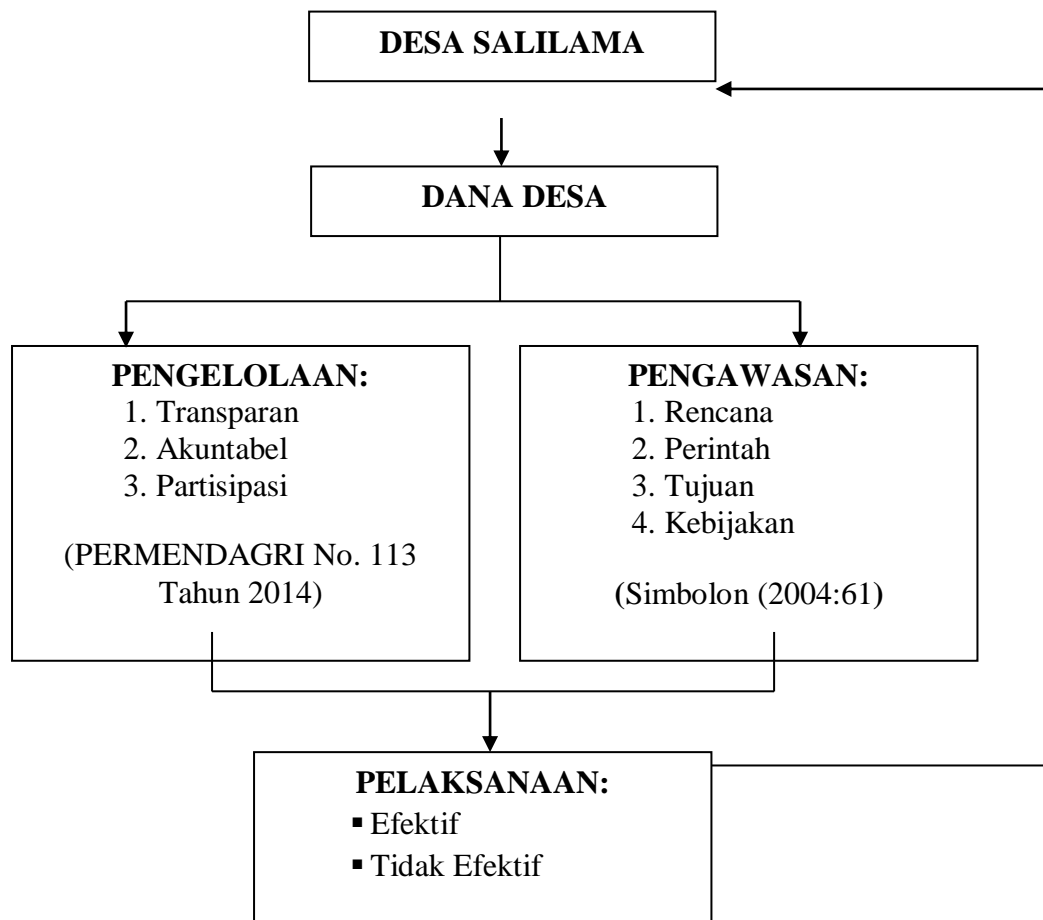 DESA SALILAMA
DANA DESA
PENGELOLAAN:
1. Transparan
2. Akuntabel
3. Partisipasi
(PERMENDAGRI No. 113
Tahun 2014)
PENGAWASAN:
1. Rencana
2. Perintah
3. Tujuan
4. Kebijakan
(Simbolon (2004:61)
PELAKSANAAN:
▪ Efektif
▪ Tidak Efektif